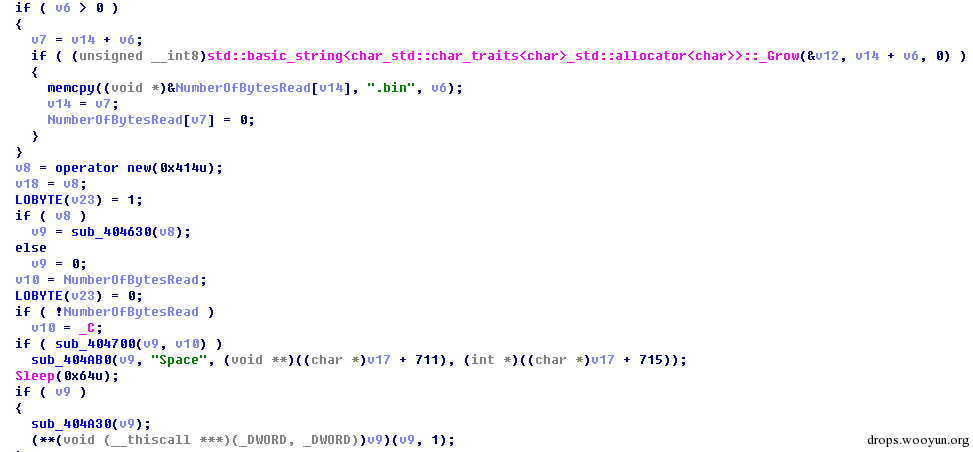 if ( v6 > 0 )
{
v7 = v14 + v6;
if ( (unsigned __int8)std::basic_string<char_std::char_traits<char>_std::allocator<char>>::_Grow(&v12, v14 + v6, 0) )
{
memcpy((void *)&NumberOfBytesRead[v14], ".bin", v6);
v14 = v7;
NumberOfBytesRead[v7] = 0;
}
}
v8 = operator new(0x414u);
v18 = v8;
LOBYTE(v23) = 1;
if ( v8 )
v9 = sub_404630(v8);
else
v9 = 0;
v10 = NumberOfBytesRead;
LOBYTE(v23) = 0;
if ( !NumberOfBytesRead )
v10 = _C;
if ( sub_404700(v9, v10) )
sub_404AB0(v9, "Space", (void **)((char *)v17 + 711), (int *)((char *)v17 + 715));
Sleep(0x64u);
if ( v9 )
{
sub_404A30(v9);
(**(void (__thiscall ***)(_DWORD, _DWORD))v9)(v9, 1);
drops.wooyun.org